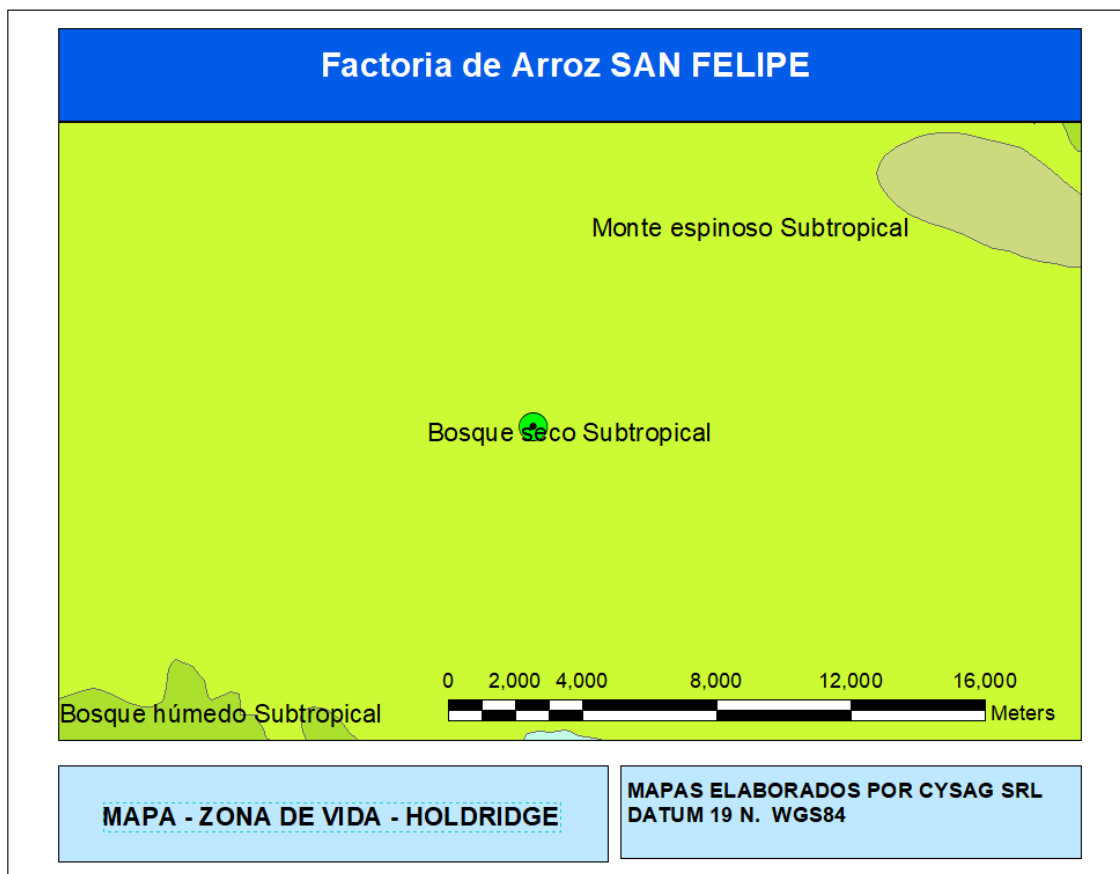 Factoria de Arroz SAN FELIPE
Monte espinoso Subtropical
Bosque seco Subtropical
0 2,000 4,000 8,000 12,000 16,000
Meters
Bosque húmedo Subtropical
MAPA - ZONA DE VIDA - HOLDRIDGE
MAPAS ELABORADOS POR CYSAG SRL
DATUM 19 N. WGS84